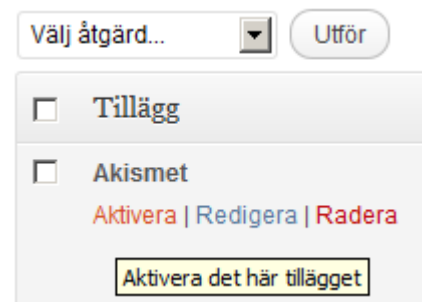 Välj åtgärd... Utför
Tillägg
Akismet
Aktivera | Redigera | Radera
Aktivera det här tillägget